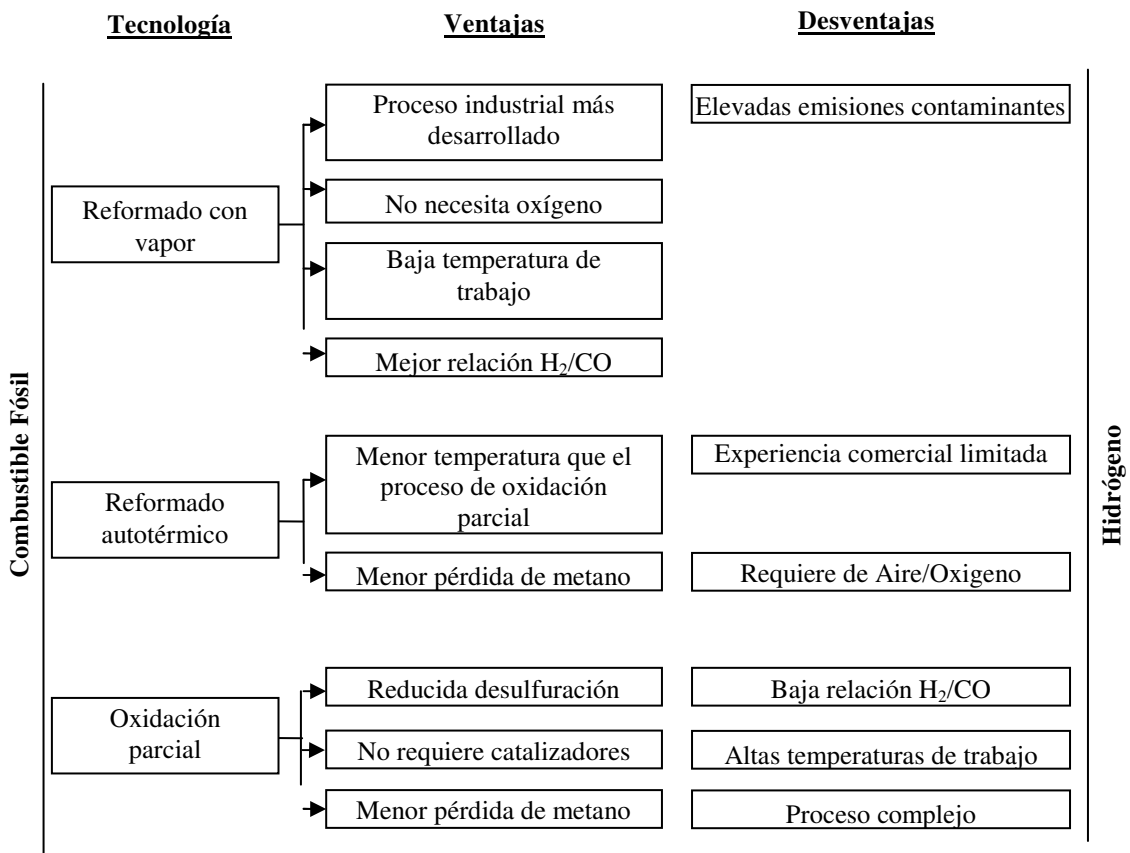 Tecnología
Ventajas
Desventajas
Combustible Fósil
Reformado con
vapor
Proceso industrial más
desarrollado
No necesita oxígeno
Baja temperatura de
trabajo
Mejor relación H₂/CO
Elevadas emisiones contaminantes
Reformado
autotérmico
Menor temperatura que el
proceso de oxidación
parcial
Menor pérdida de metano
Experiencia comercial limitada
Requiere de Aire/Oxigeno
Oxidación
parcial
Reducida desulfuración
No requiere catalizadores
Menor pérdida de metano
Baja relación H₂/CO
Altas temperaturas de trabajo
Proceso complejo
Hidrógeno